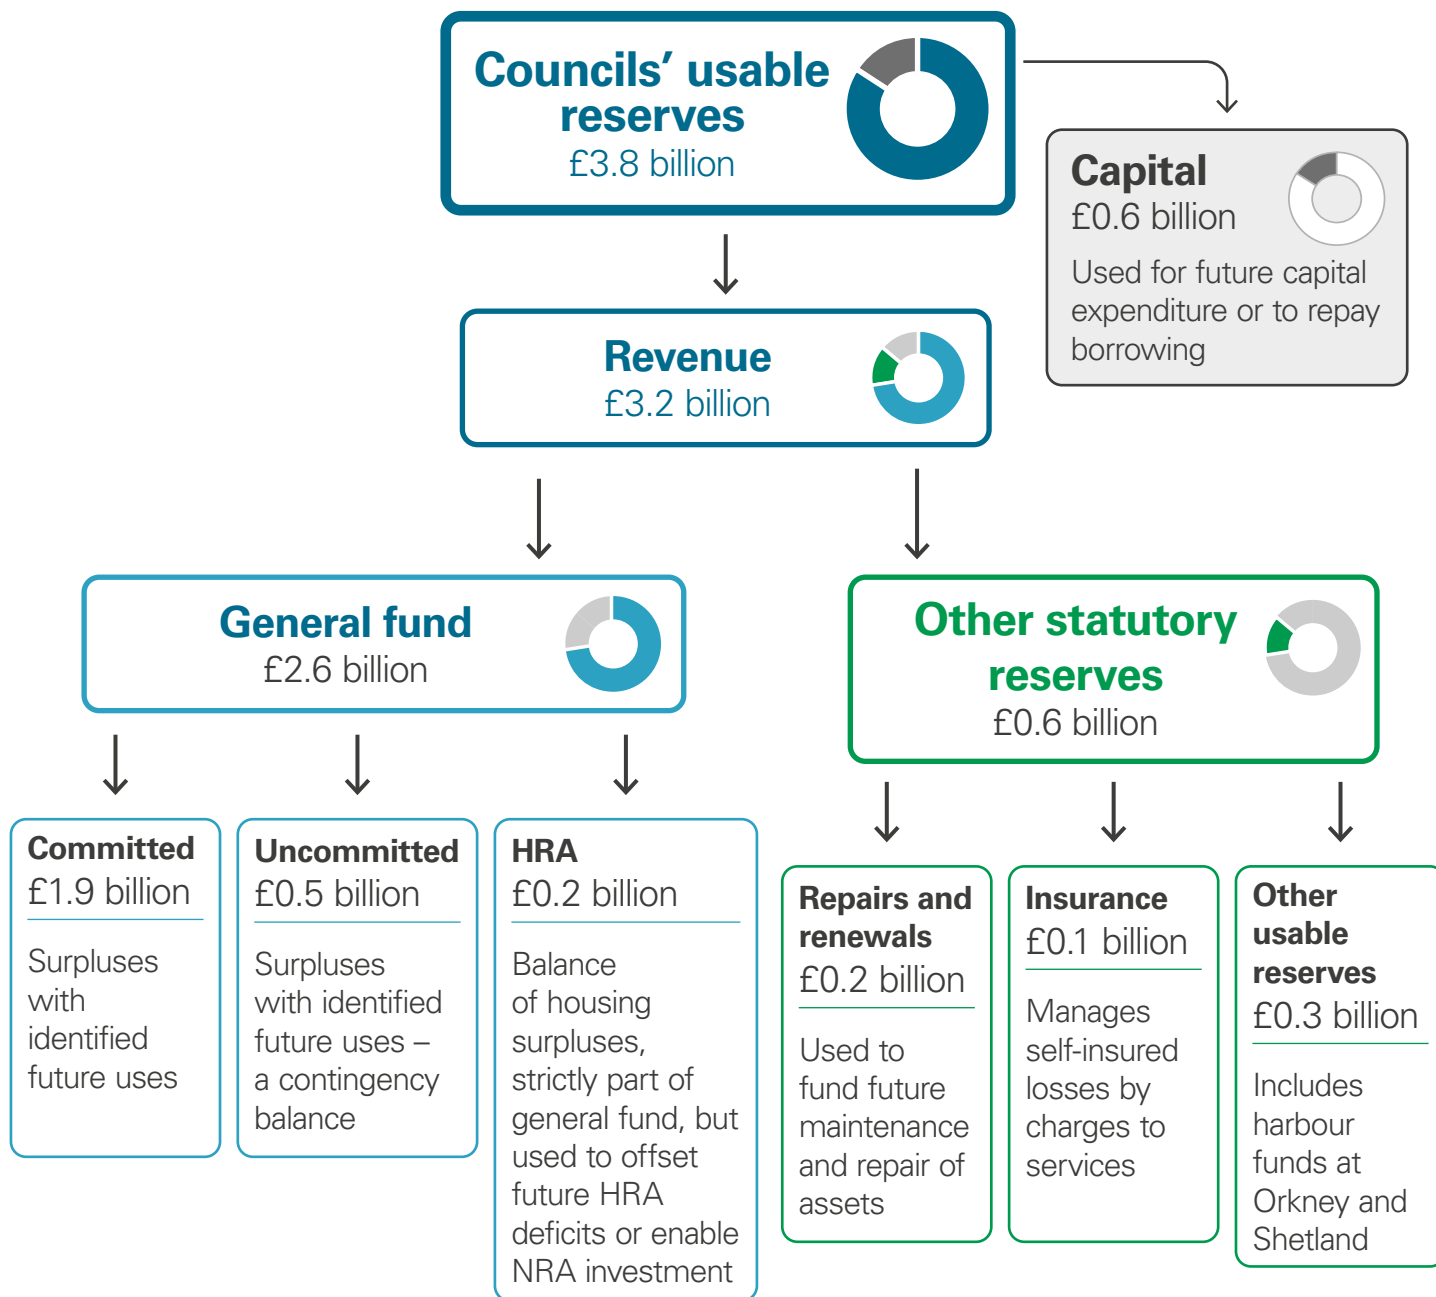 Councils’ usable
reserves
£3.8 billion
Capital
£0.6 billion
Used for future capital
expenditure or to repay
borrowing
Revenue
£3.2 billion
General fund
£2.6 billion
Other statutory
reserves
£0.6 billion
Committed
£1.9 billion
Surpluses
with
identified
future uses
Uncommitted
£0.5 billion
Surpluses
with identified
future uses –
a contingency
balance
HRA
£0.2 billion
Balance
of housing
surpluses,
strictly part of
general fund, but
used to offset
future HRA
deficits or enable
NRA investment
Repairs and
renewals
£0.2 billion
Used to
fund future
maintenance
and repair of
assets
Insurance
£0.1 billion
Manages
self-insured
losses by
charges to
services
Other
usable
reserves
£0.3 billion
Includes
harbour
funds at
Orkney and
Shetland